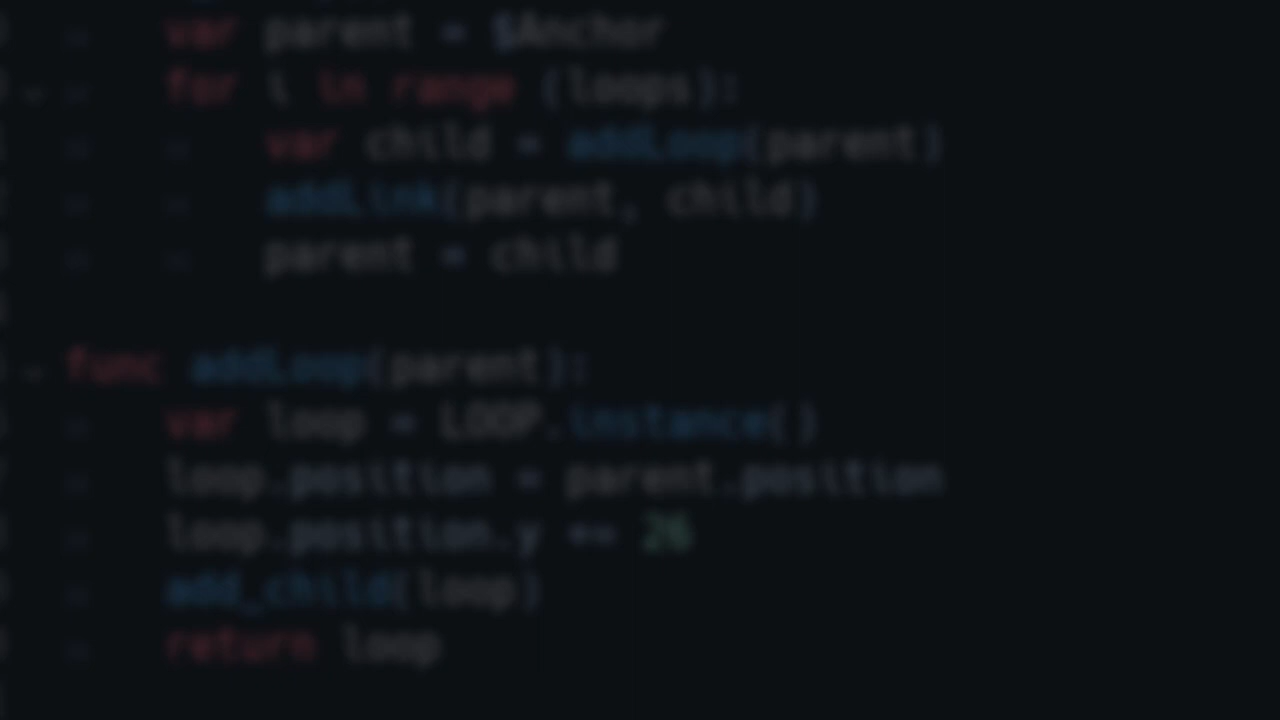 var parent = $Anchor
for i in range (loops):
var child = addLoop(parent)
addLink(parent, child)
parent = child
func addLoop(parent):
var loop = LOOP.instance()
loop.position = parent.position
loop.position.y += 26
add_child(loop)
return loop